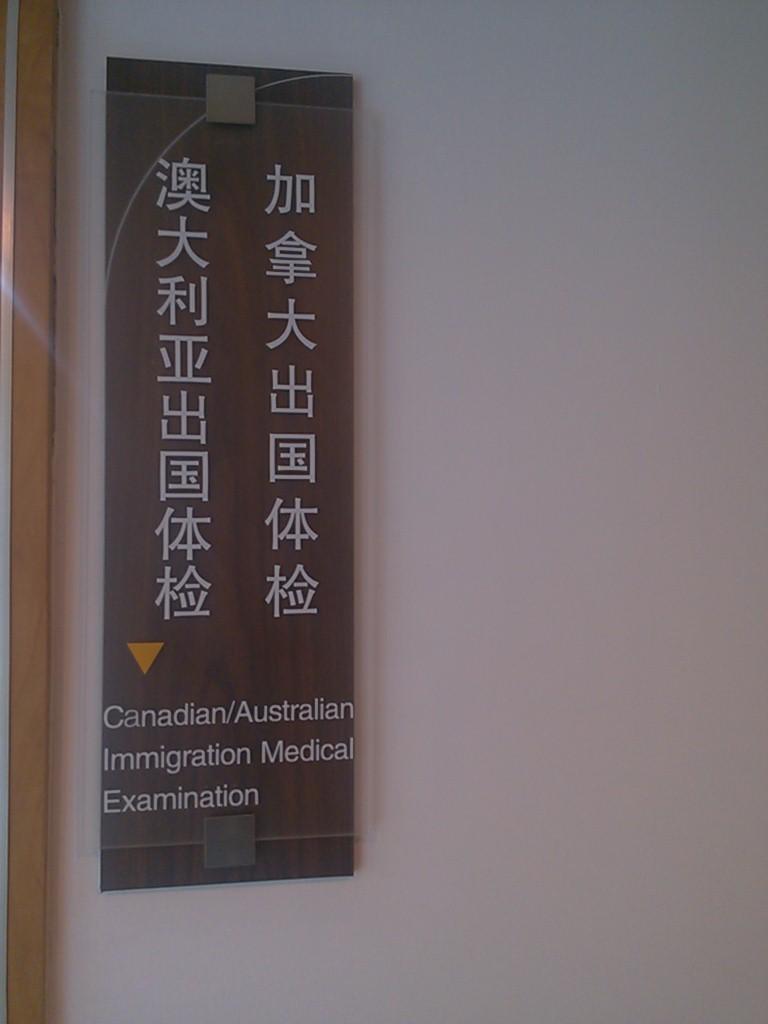 加拿大出国体检
澳大利亚出国体检
Canadian/Australian
Immigration Medical
Examination